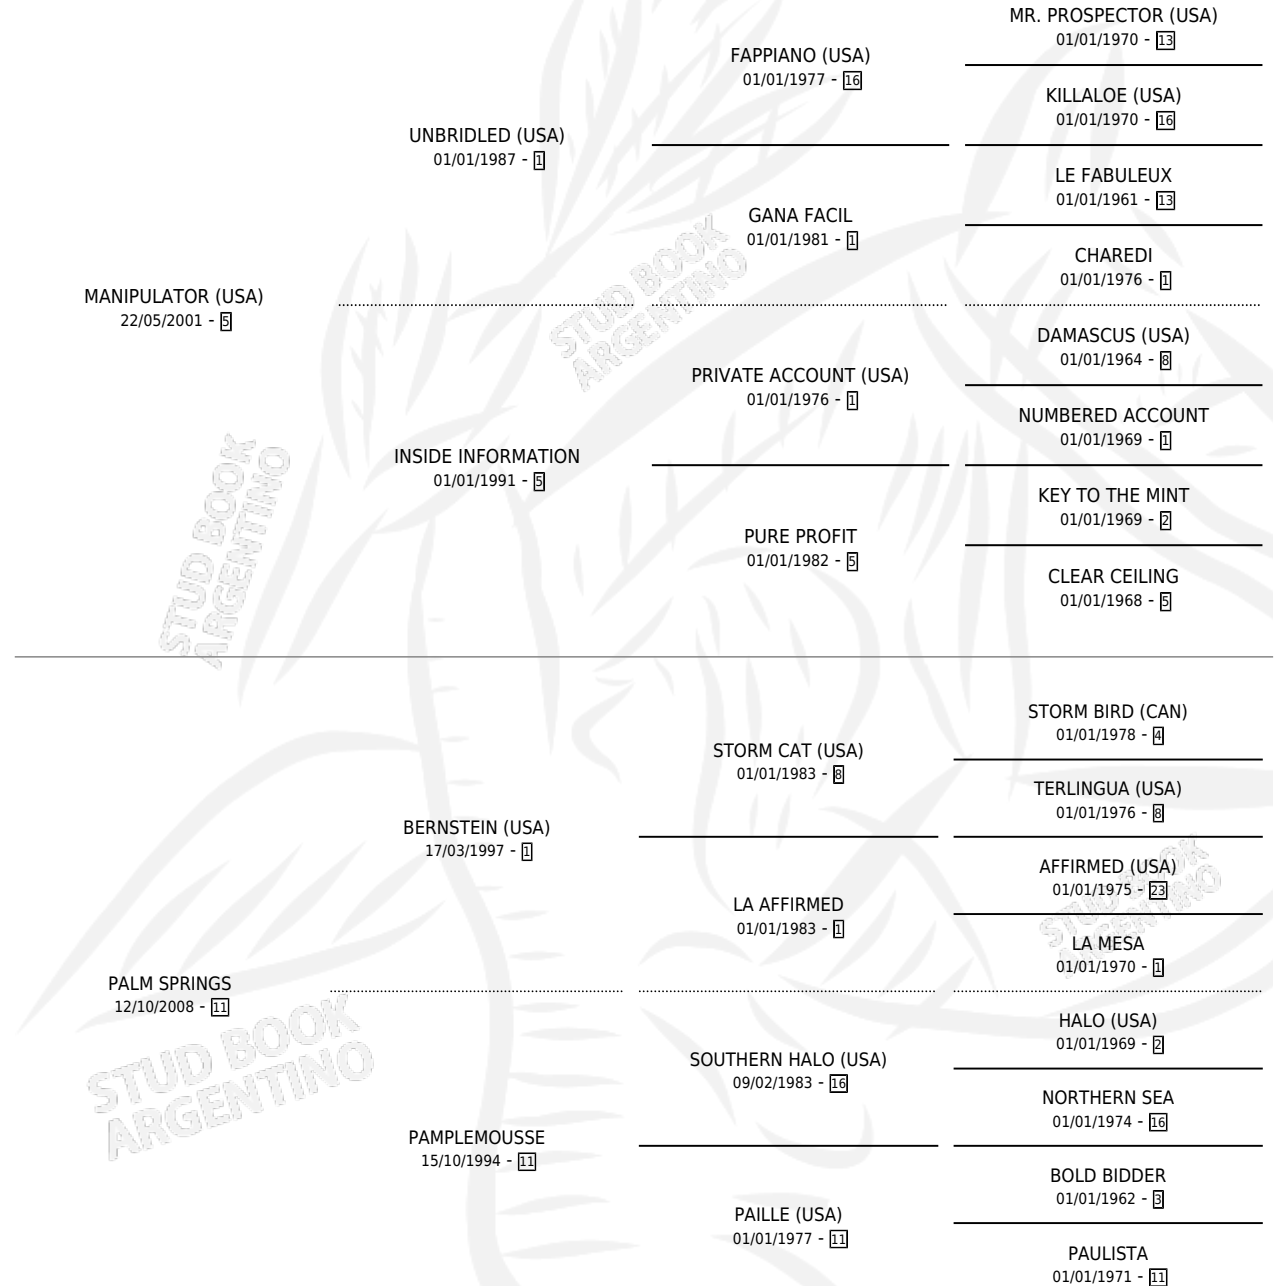 MR. PROSPECTOR (USA)
01/01/1970 - 13
FAPPIANO (USA)
01/01/1977 - 16
KILLALOE (USA)
01/01/1970 - 16
UNBRIDLED (USA)
01/01/1987 - 1
LE FABULEUX
01/01/1961 - 13
GANA FACIL
01/01/1981 - 1
CHAREDI
01/01/1976 - 1
MANIPULATOR (USA)
22/05/2001 - 5
DAMASCUS (USA)
01/01/1964 - 8
PRIVATE ACCOUNT (USA)
01/01/1976 - 1
NUMBERED ACCOUNT
01/01/1969 - 1
INSIDE INFORMATION
01/01/1991 - 5
KEY TO THE MINT
01/01/1969 - 2
PURE PROFIT
01/01/1982 - 5
CLEAR CEILING
01/01/1968 - 5
STORM BIRD (CAN)
01/01/1978 - 4
STORM CAT (USA)
01/01/1983 - 8
TERLINGUA (USA)
01/01/1976 - 8
BERNSTEIN (USA)
17/03/1997 - 1
AFFIRMED (USA)
01/01/1975 - 23
LA AFFIRMED
01/01/1983 - 1
LA MESA
01/01/1970 - 1
PALM SPRINGS
12/10/2008 - 11
HALO (USA)
01/01/1969 - 2
SOUTHERN HALO (USA)
09/02/1983 - 16
NORTHERN SEA
01/01/1974 - 16
PAMPLEMOUSSE
15/10/1994 - 11
BOLD BIDDER
01/01/1962 - 3
PAILLE (USA)
01/01/1977 - 11
PAULISTA
01/01/1971 - 11
STUD BOOK
ARGENTINO
STUD BOOK
ARGENTINO
STUD BOOK
ARGENTINO
STUD BOOK
ARGENTINO